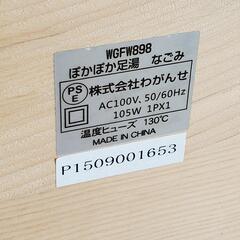 WGFW898
ぽかぽか足湯 なごみ
PSE 株式会社わがんせ
AC100V、50/60Hz
105W 1PX1
温度ヒューズ 130℃
MADE IN CHINA
P1509001653